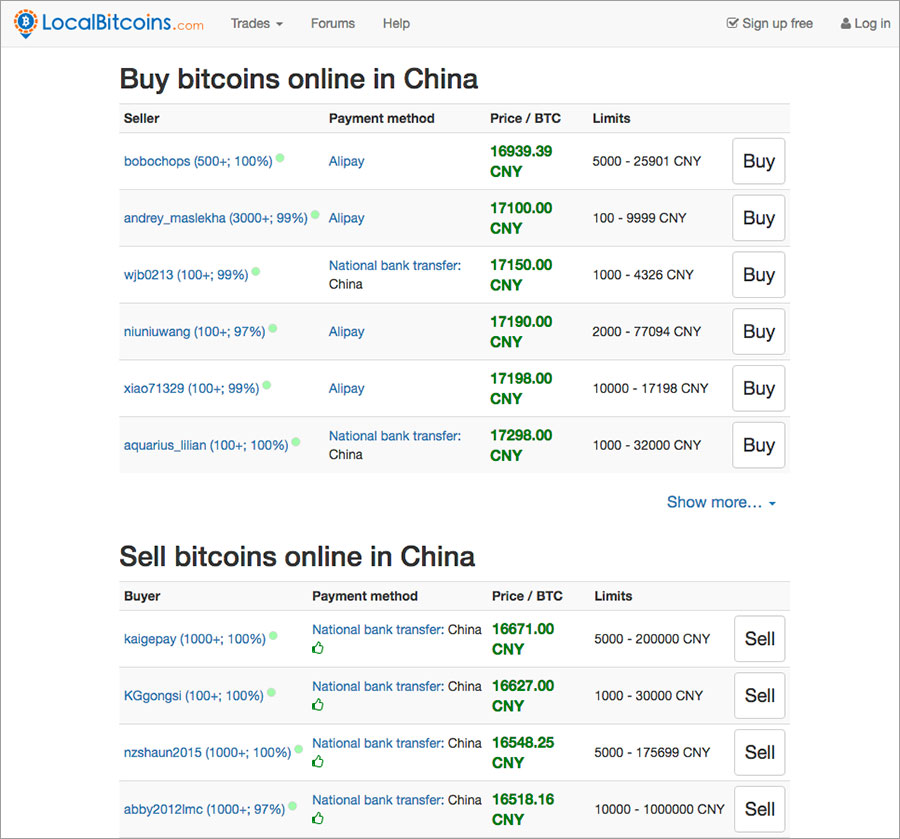 LocalBitcoins.com Trades Forums Help Sign up free Log in
Buy bitcoins online in China
Seller Payment method Price / BTC Limits
bobochops (500+; 100%) Alipay 16939.39 CNY 5000 - 25901 CNY Buy
andrey_maslekha (3000+; 99%) Alipay 17100.00 CNY 100 - 9999 CNY Buy
wjb0213 (100+; 99%) National bank transfer: China 17150.00 CNY 1000 - 4326 CNY Buy
niuniuwang (100+; 97%) Alipay 17190.00 CNY 2000 - 77094 CNY Buy
xiao71329 (100+; 99%) Alipay 17198.00 CNY 10000 - 17198 CNY Buy
aquarius_lilian (100+; 100%) National bank transfer: China 17298.00 CNY 1000 - 32000 CNY Buy
Show more...
Sell bitcoins online in China
Buyer Payment method Price / BTC Limits
kaigepay (1000+; 100%) National bank transfer: China 16671.00 CNY 5000 - 200000 CNY Sell
KGgongsi (100+; 100%) National bank transfer: China 16627.00 CNY 1000 - 30000 CNY Sell
nzshaun2015 (1000+; 100%) National bank transfer: China 16548.25 CNY 5000 - 175699 CNY Sell
abby2012lmc (1000+; 97%) National bank transfer: China 16518.16 CNY 10000 - 1000000 CNY Sell